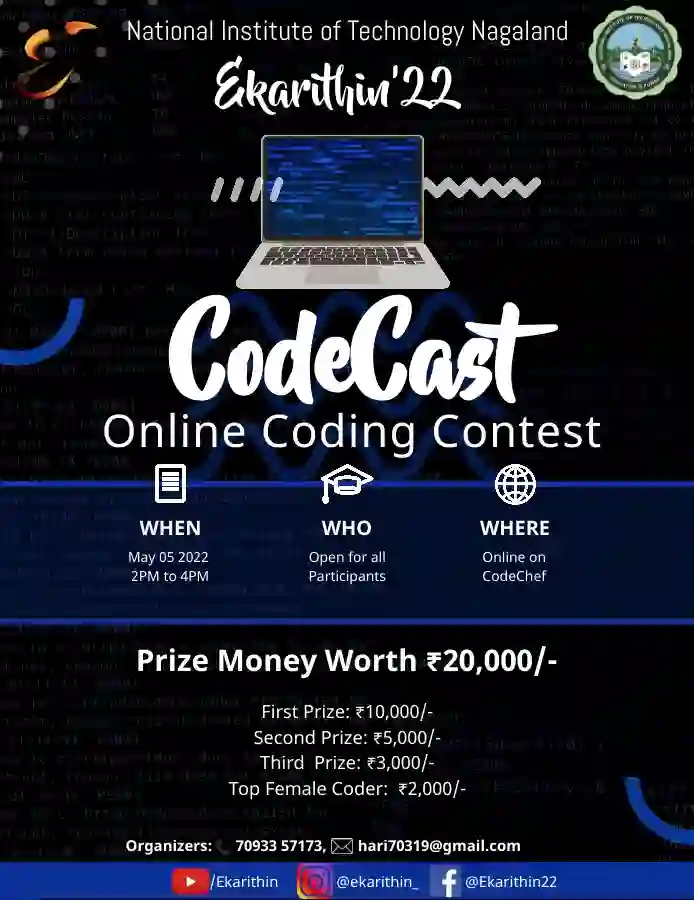 National Institute of Technology Nagaland
Ekarithin'22
CodeCast
Online Coding Contest
WHEN
May 05 2022
2PM to 4PM
WHO
Open for all
Participants
WHERE
Online on
CodeChef
Prize Money Worth ₹20,000/-
First Prize: ₹10,000/-
Second Prize: ₹5,000/-
Third  Prize: ₹3,000/-
Top Female Coder:  ₹2,000/-
Organizers: 70933 57173, hari70319@gmail.com
/Ekarithin @ekarithin_ @Ekarithin22